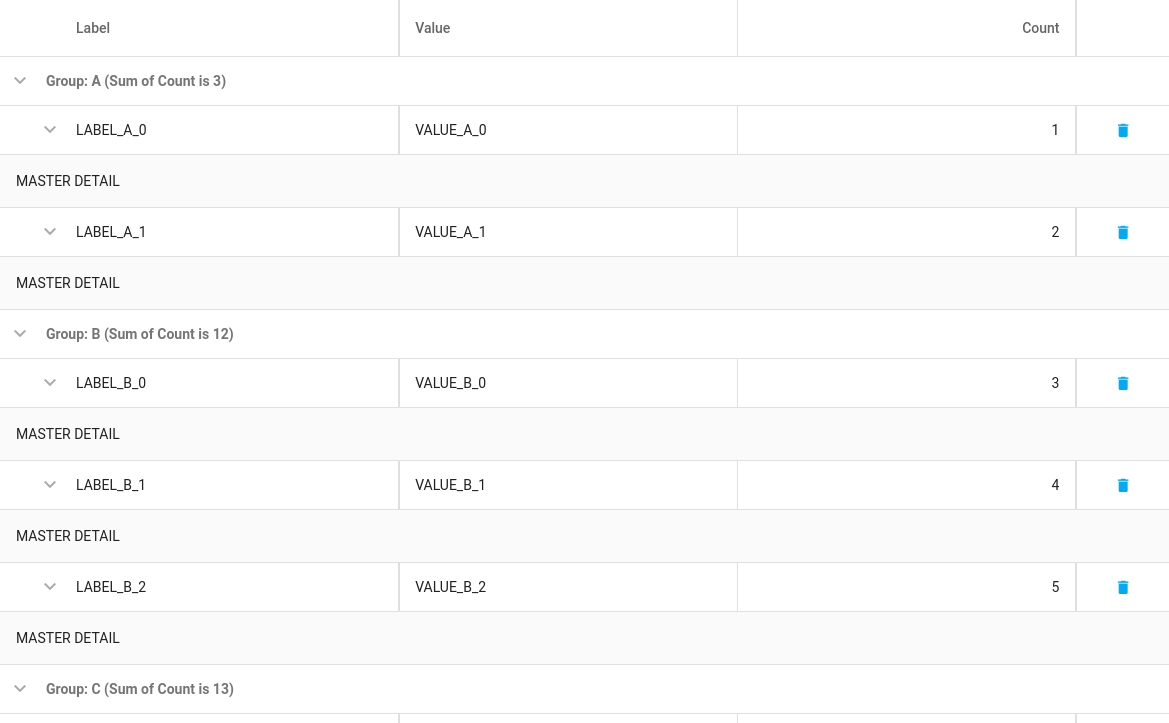 Label Value Count
Group: A (Sum of Count is 3)
LABEL_A_0 VALUE_A_0 1
MASTER DETAIL
LABEL_A_1 VALUE_A_1 2
MASTER DETAIL
Group: B (Sum of Count is 12)
LABEL_B_0 VALUE_B_0 3
MASTER DETAIL
LABEL_B_1 VALUE_B_1 4
MASTER DETAIL
LABEL_B_2 VALUE_B_2 5
MASTER DETAIL
Group: C (Sum of Count is 13)